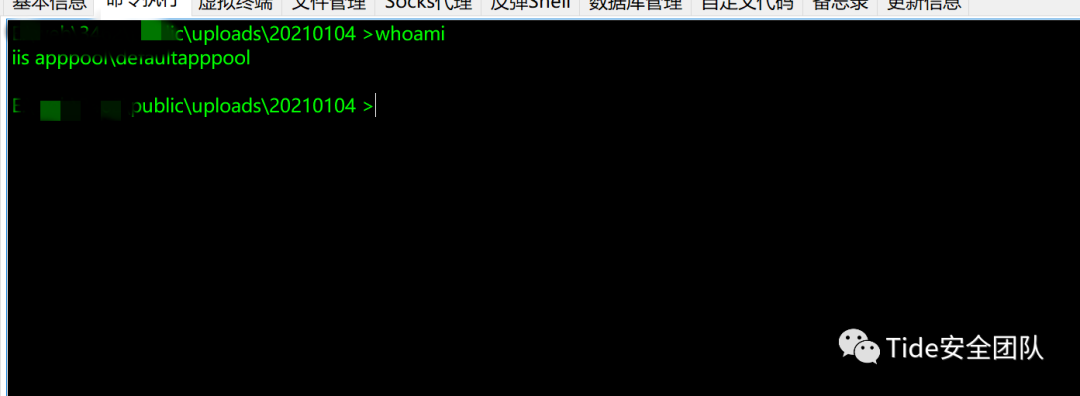 基本信息 命令执行 虚拟终端 文件管理 Socks代理 反弹Shell 数据库管理 自定义代码 备忘录 更新信息
c\uploads\20210104 >whoami
iis apppool\defaultapppool
public\uploads\20210104 >
Tide安全团队